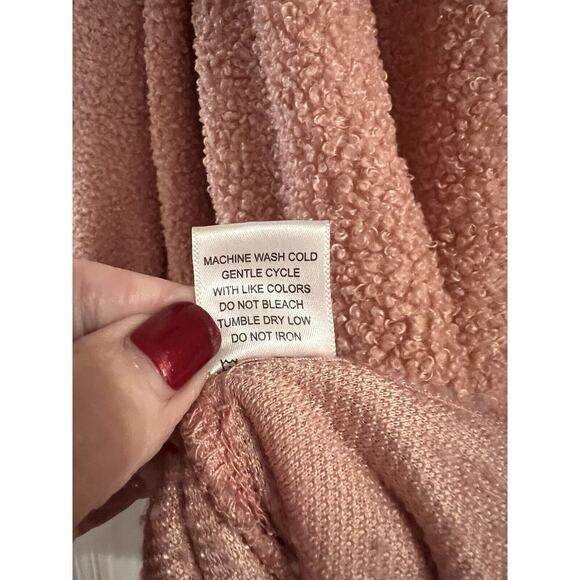 MACHINE WASH COLD
GENTLE CYCLE
WITH LIKE COLORS
DO NOT BLEACH
TUMBLE DRY LOW
DO NOT IRON